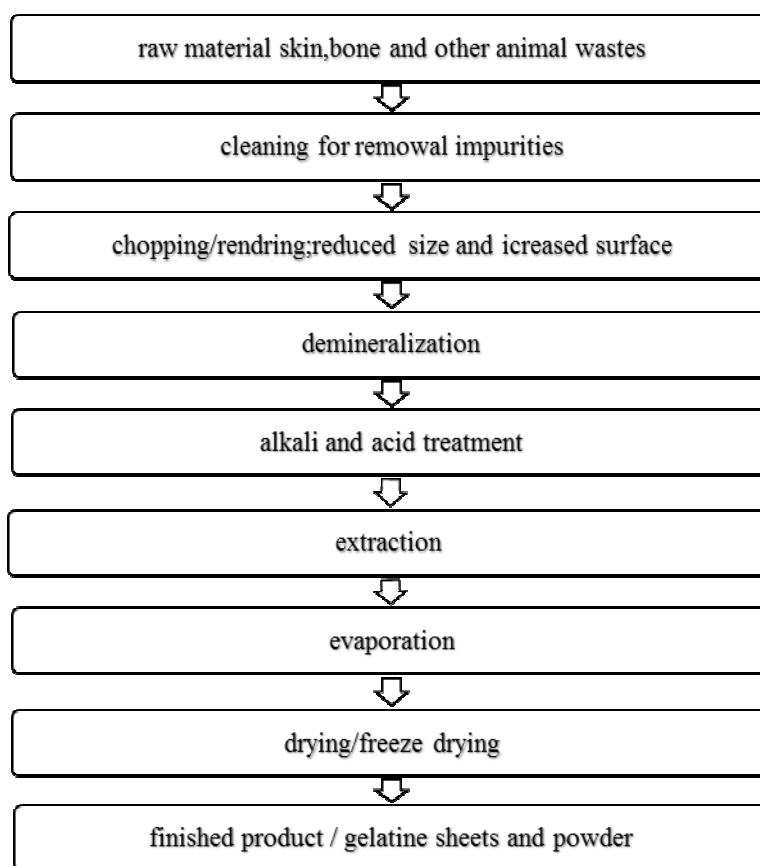 raw material skin,bone and other animal wastes
cleaning for remowal impurities
chopping/rendring;reduced size and icreased surface
demineralization
alkali and acid treatment
extraction
evaporation
drying/freeze drying
finished product / gelatine sheets and powder